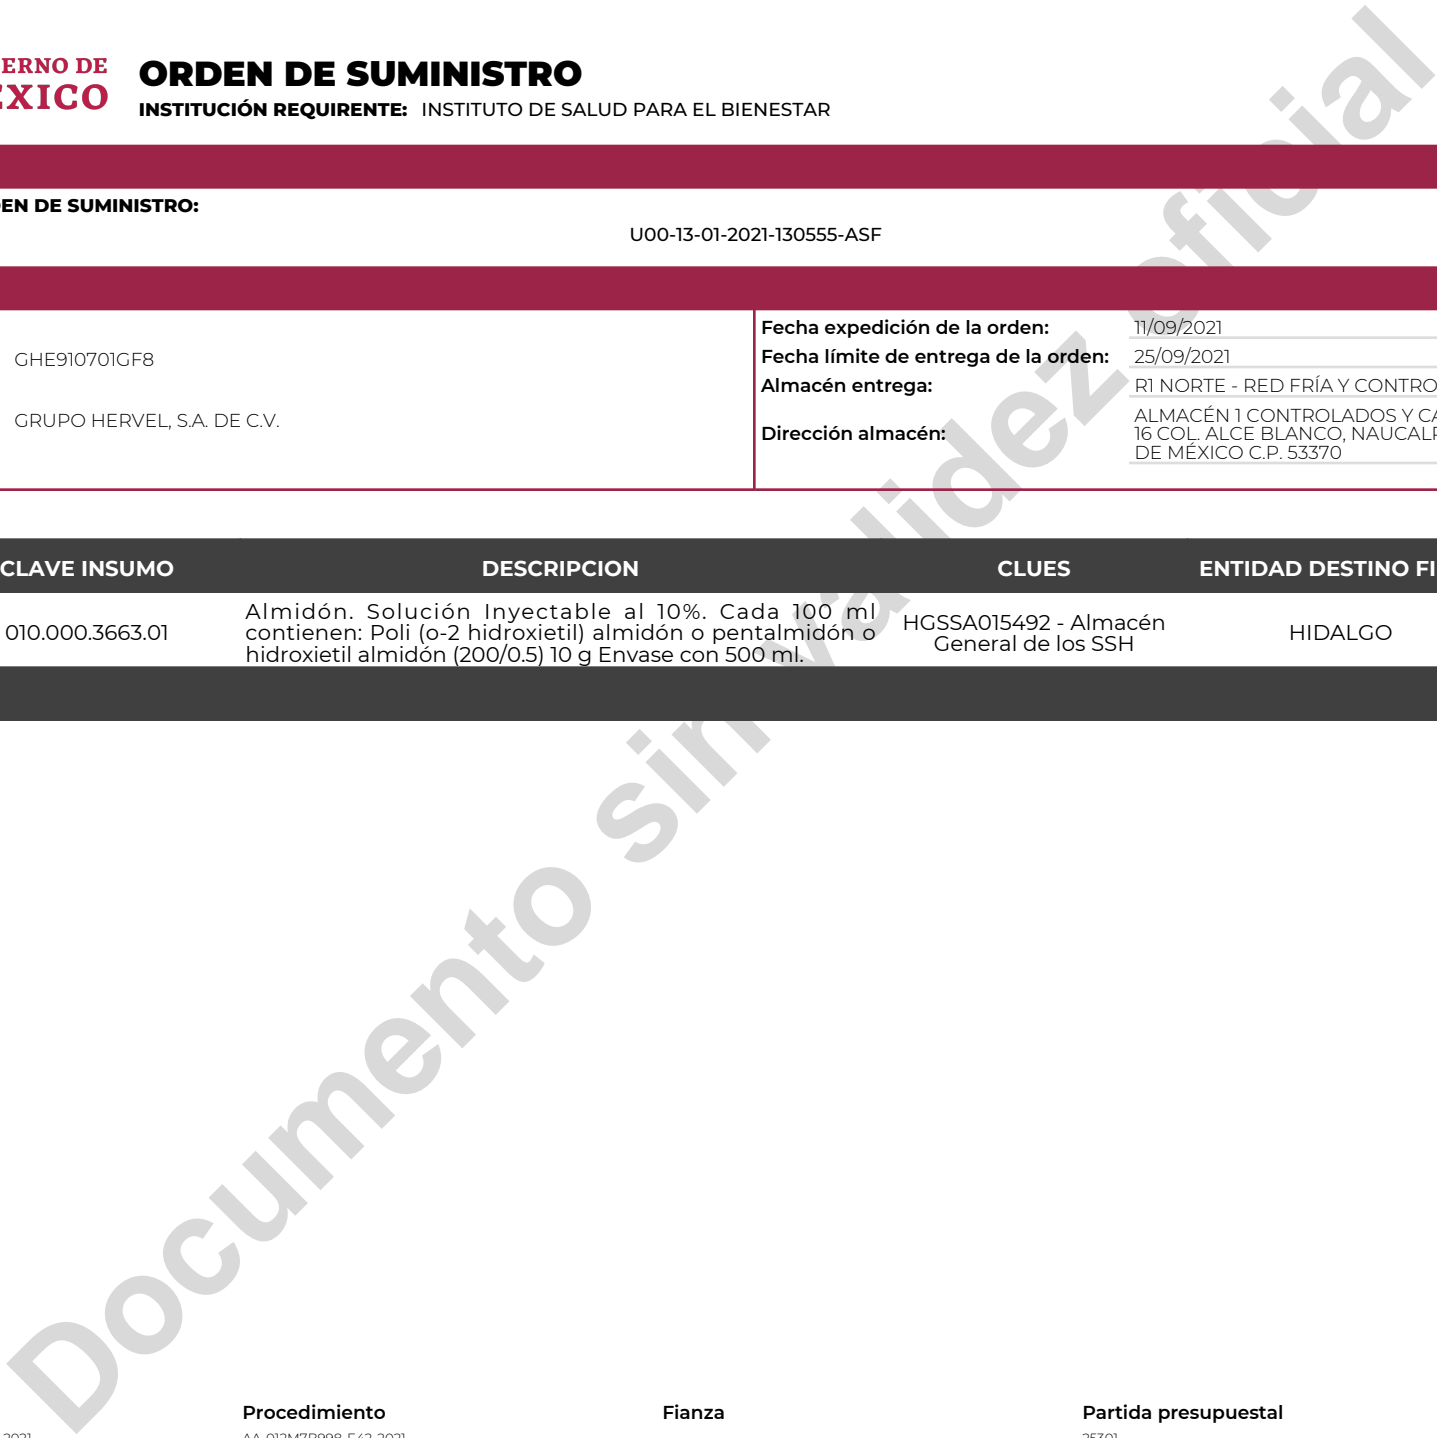 ERNO DE
EXICO
ORDEN DE SUMINISTRO
INSTITUCIÓN REQUIRENTE: INSTITUTO DE SALUD PARA EL BIENESTAR
EN DE SUMINISTRO:
U00-13-01-2021-130555-ASF
GHE910701GF8
GRUPO HERVEL, S.A. DE C.V.
Fecha expedición de la orden: 11/09/2021
Fecha límite de entrega de la orden: 25/09/2021
Almacén entrega: R1 NORTE - RED FRÍA Y CONTRO
Dirección almacén: ALMACÉN 1 CONTROLADOS Y CA
16 COL. ALCE BLANCO, NAUCALP
DE MÉXICO C.P. 53370
CLAVE INSUMO DESCRIPCION CLUES ENTIDAD DESTINO FI
010.000.3663.01
Almidón. Solución Inyectable al 10%. Cada 100 ml
contienen: Poli (o-2 hidroxietil) almidón o pentalmidón o
hidroxietil almidón (200/0.5) 10 g Envase con 500 ml.
HGSSA015492 - Almacén
General de los SSH
HIDALGO
Documento sin validez oficial
Procedimiento Fianza Partida presupuestal